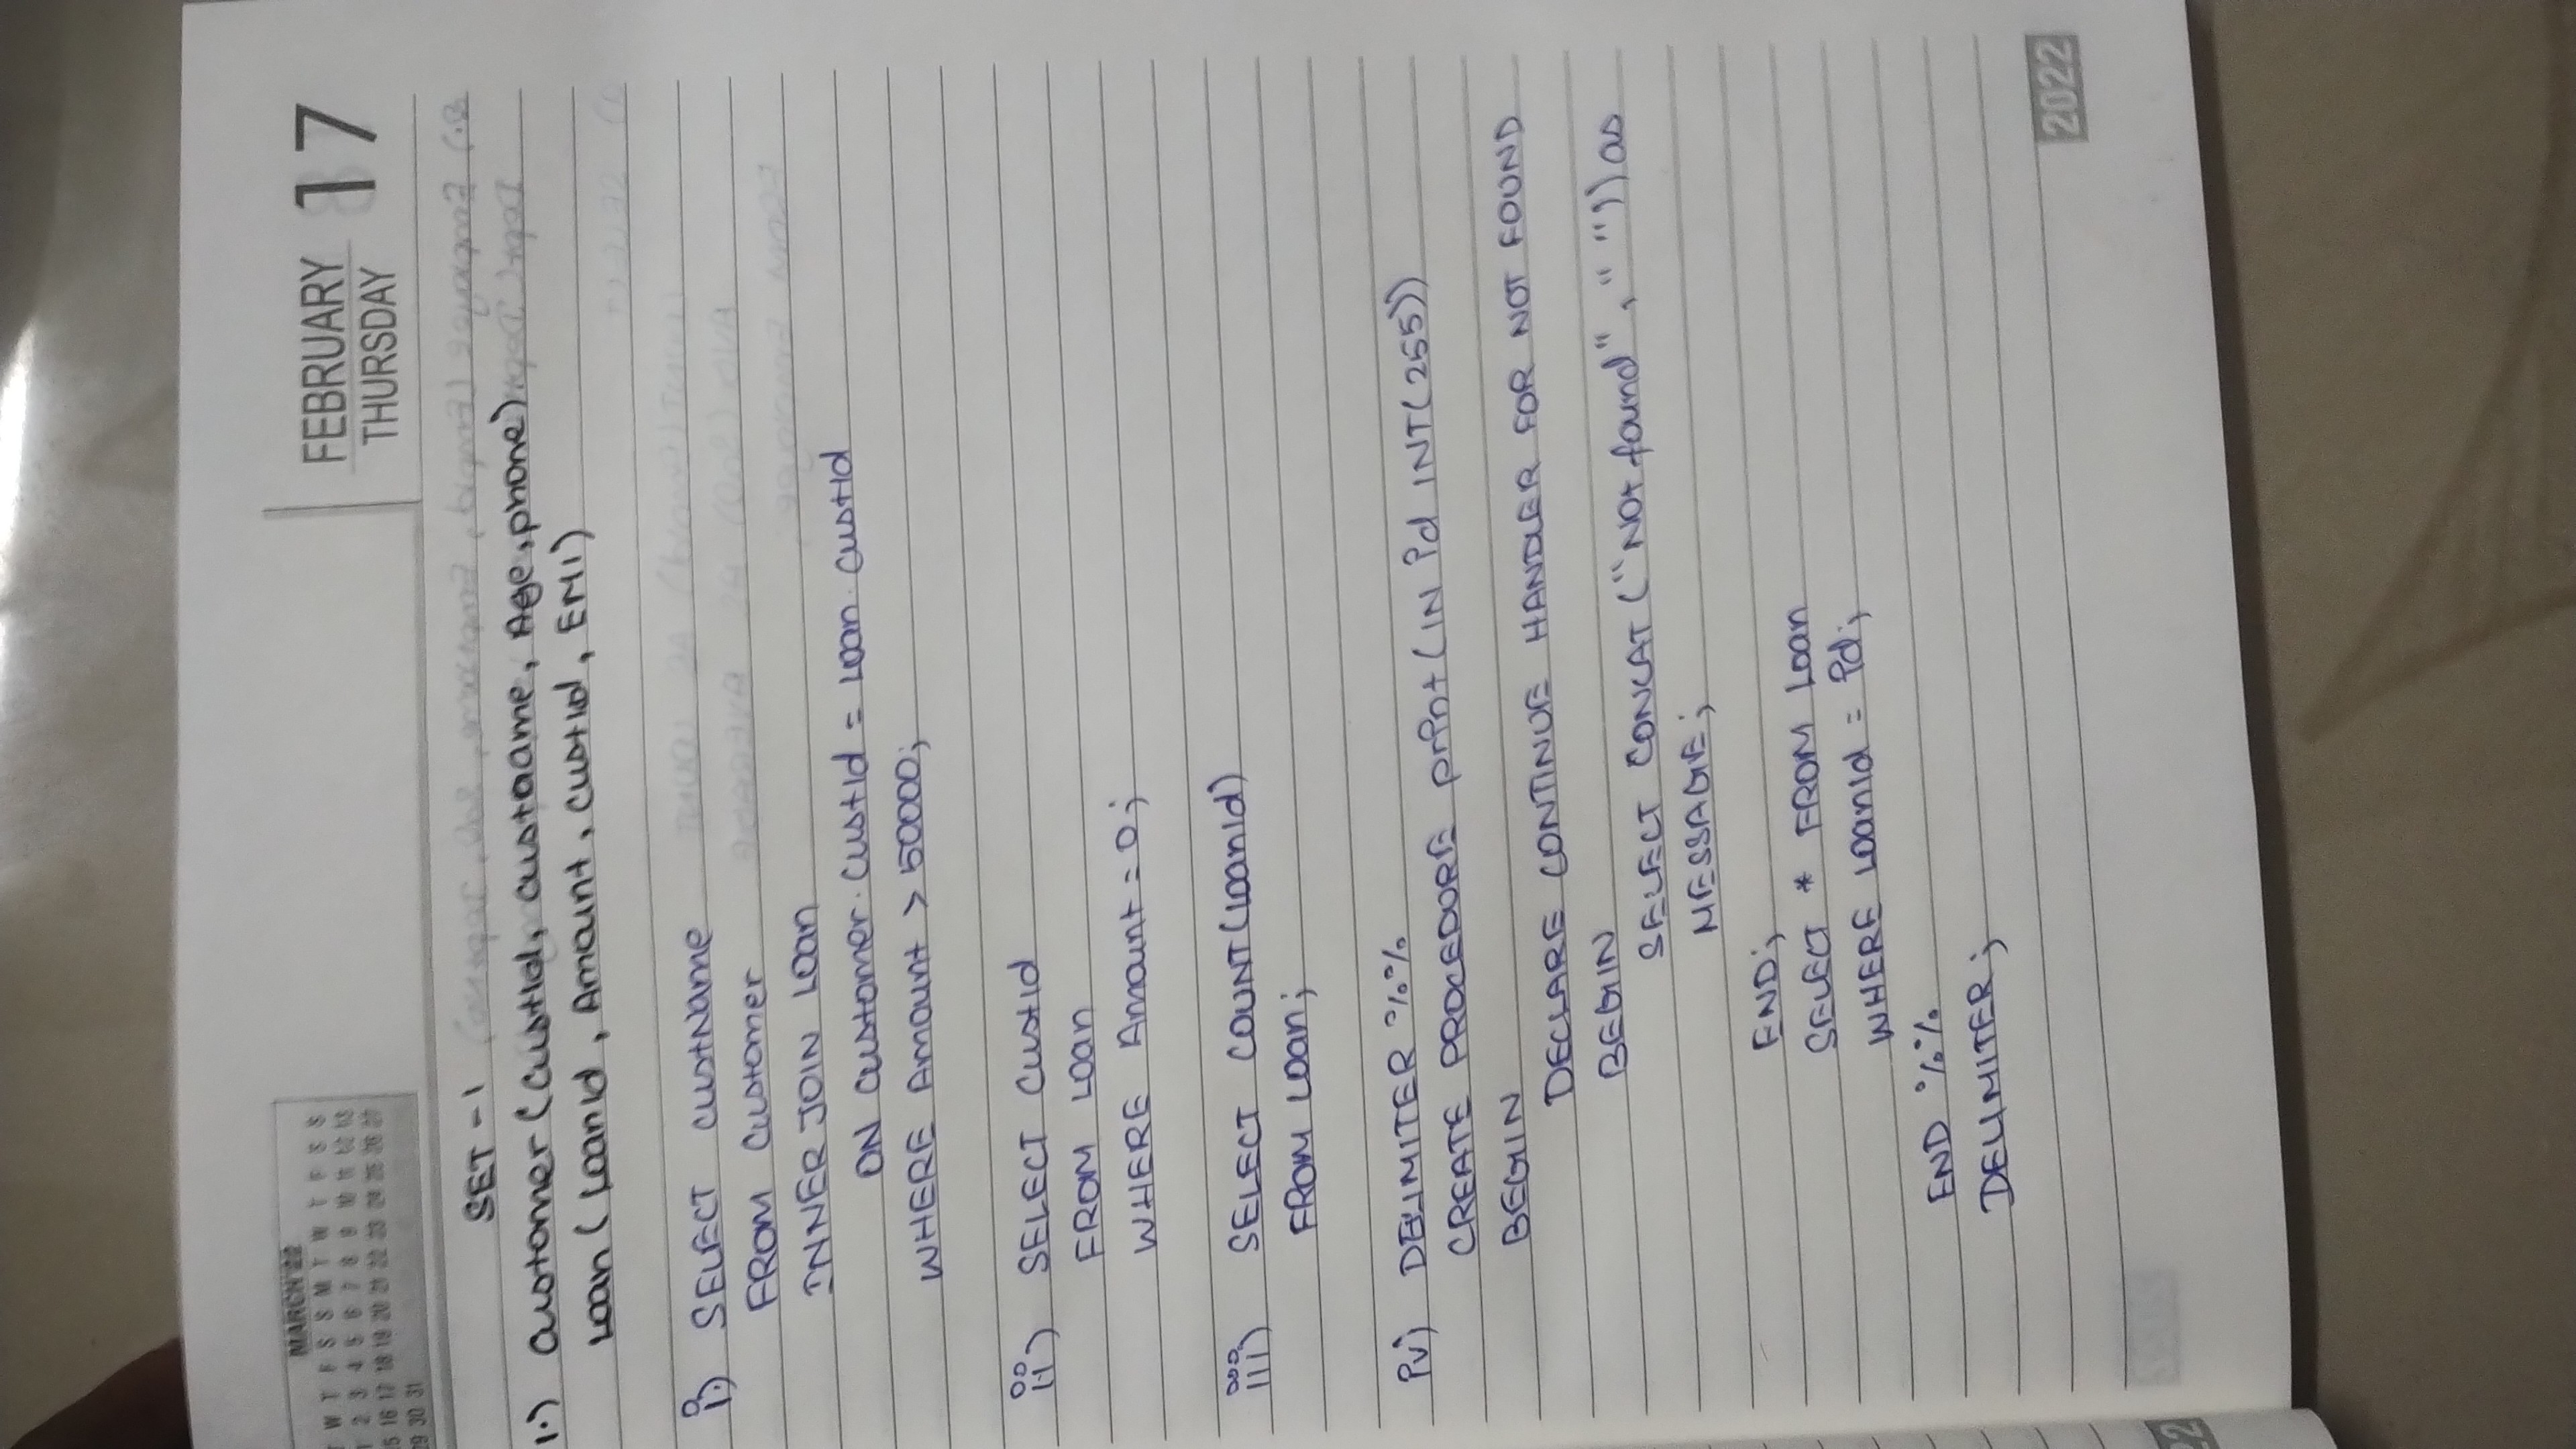 MARCH'22
T W T F S S M T W T F S S
1 2 3 4 5 6 7 8 9 10 11 12 13
15 16 17 18 19 20 21 22 23 24 25 26 27
29 30 31
FEBRUARY 17
THURSDAY
SET - 1
1.) Customer (CustId, custname, Age, phone)
Loan (LoanId, Amount, CustId, EMI)
i) SELECT CustName
FROM Customer
INNER JOIN Loan
ON Customer.CustId = Loan.CustId
WHERE Amount > 50000;
ii) SELECT CustId
FROM Loan
WHERE Amount = 0;
iii) SELECT COUNT(LoanId)
FROM Loan;
iv) DELIMITER %%
CREATE PROCEDURE print (IN id INT(255))
BEGIN
DECLARE CONTINUE HANDLER FOR NOT FOUND
BEGIN
SELECT CONCAT ("Not found", " ")) as
MESSAGE;
END;
SELECT * FROM Loan
WHERE LoanId = id;
END %%
DELIMITER;
2022
22